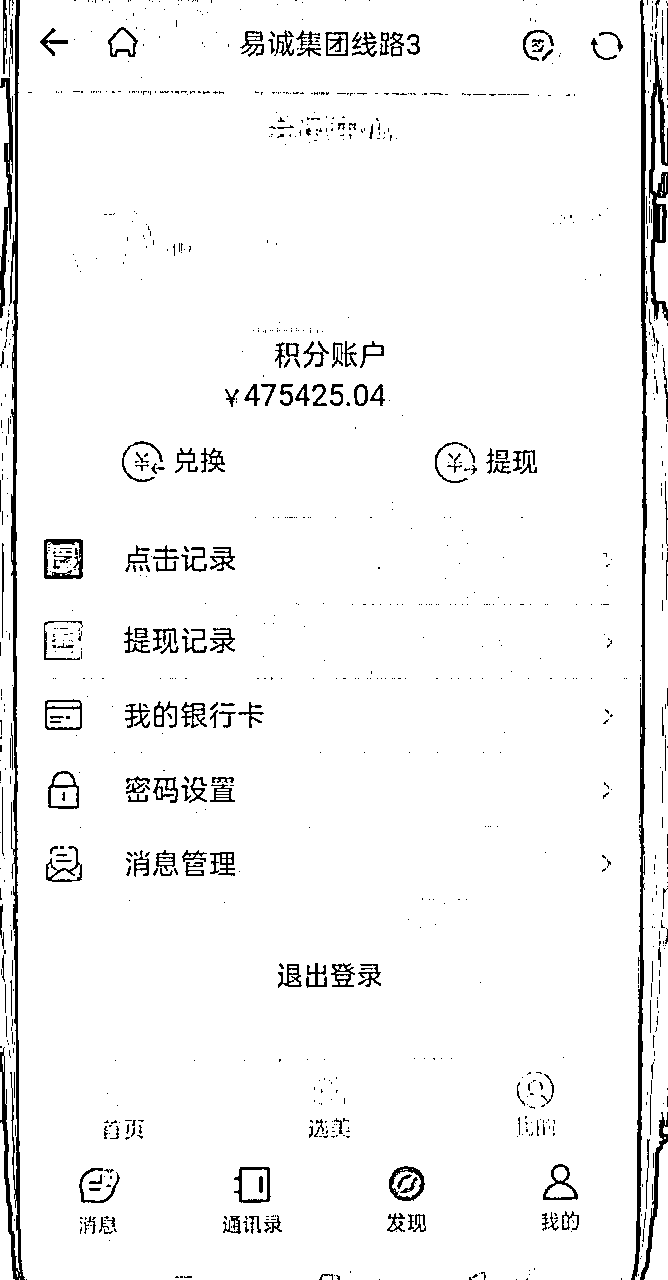 易诚集团线路3
积分账户
¥475425.04
兑换 提现
点击记录
提现记录
我的银行卡
密码设置
消息管理
退出登录
首页 选美 我的
消息 通讯录 发现 我的